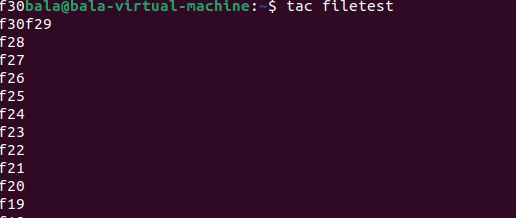 f30bala@bala-virtual-machine:~$ tac filetest
f30f29
f28
f27
f26
f25
f24
f23
f22
f21
f20
f19